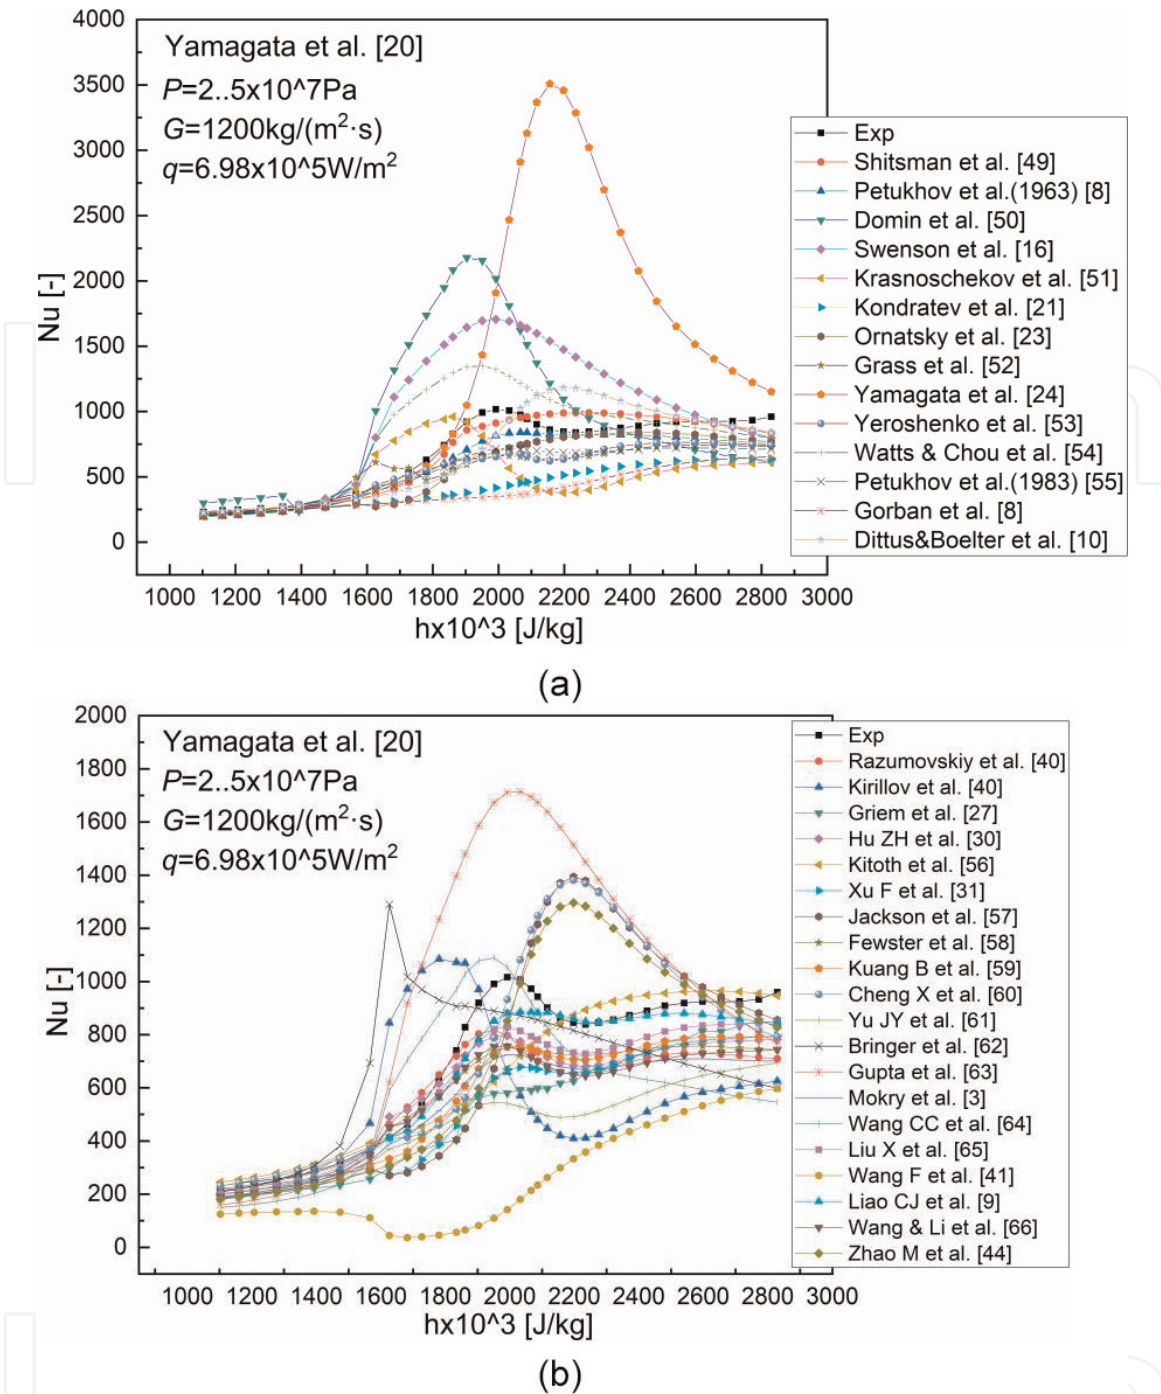 4000
3500
3000
2500
2000
1500
1000
500
0
Nu [-]
Yamagata et al. [20]
P=2..5x10^7Pa
G=1200kg/(m²·s)
q=6.98x10^5W/m²
Exp
Shitsman et al. [49]
Petukhov et al.(1963) [8]
Domin et al. [50]
Swenson et al. [16]
Krasnoschekov et al. [51]
Kondratev et al. [21]
Ornatsky et al. [23]
Grass et al. [52]
Yamagata et al. [24]
Yeroshenko et al. [53]
Watts & Chou et al. [54]
Petukhov et al.(1983) [55]
Gorban et al. [8]
Dittus&Boelter et al. [10]
1000 1200 1400 1600 1800 2000 2200 2400 2600 2800 3000
hx10^3 [J/kg]
(a)
2000
1800
1600
1400
1200
1000
800
600
400
200
0
Nu [-]
Yamagata et al. [20]
P=2..5x10^7Pa
G=1200kg/(m²·s)
q=6.98x10^5W/m²
Exp
Razumovskiy et al. [40]
Kirillov et al. [40]
Griem et al. [27]
Hu ZH et al. [30]
Kitoth et al. [56]
Xu F et al. [31]
Jackson et al. [57]
Fewster et al. [58]
Kuang B et al. [59]
Cheng X et al. [60]
Yu JY et al. [61]
Bringer et al. [62]
Gupta et al. [63]
Mokry et al. [3]
Wang CC et al. [64]
Liu X et al. [65]
Wang F et al. [41]
Liao CJ et al. [9]
Wang & Li et al. [66]
Zhao M et al. [44]
1000 1200 1400 1600 1800 2000 2200 2400 2600 2800 3000
hx10^3 [J/kg]
(b)